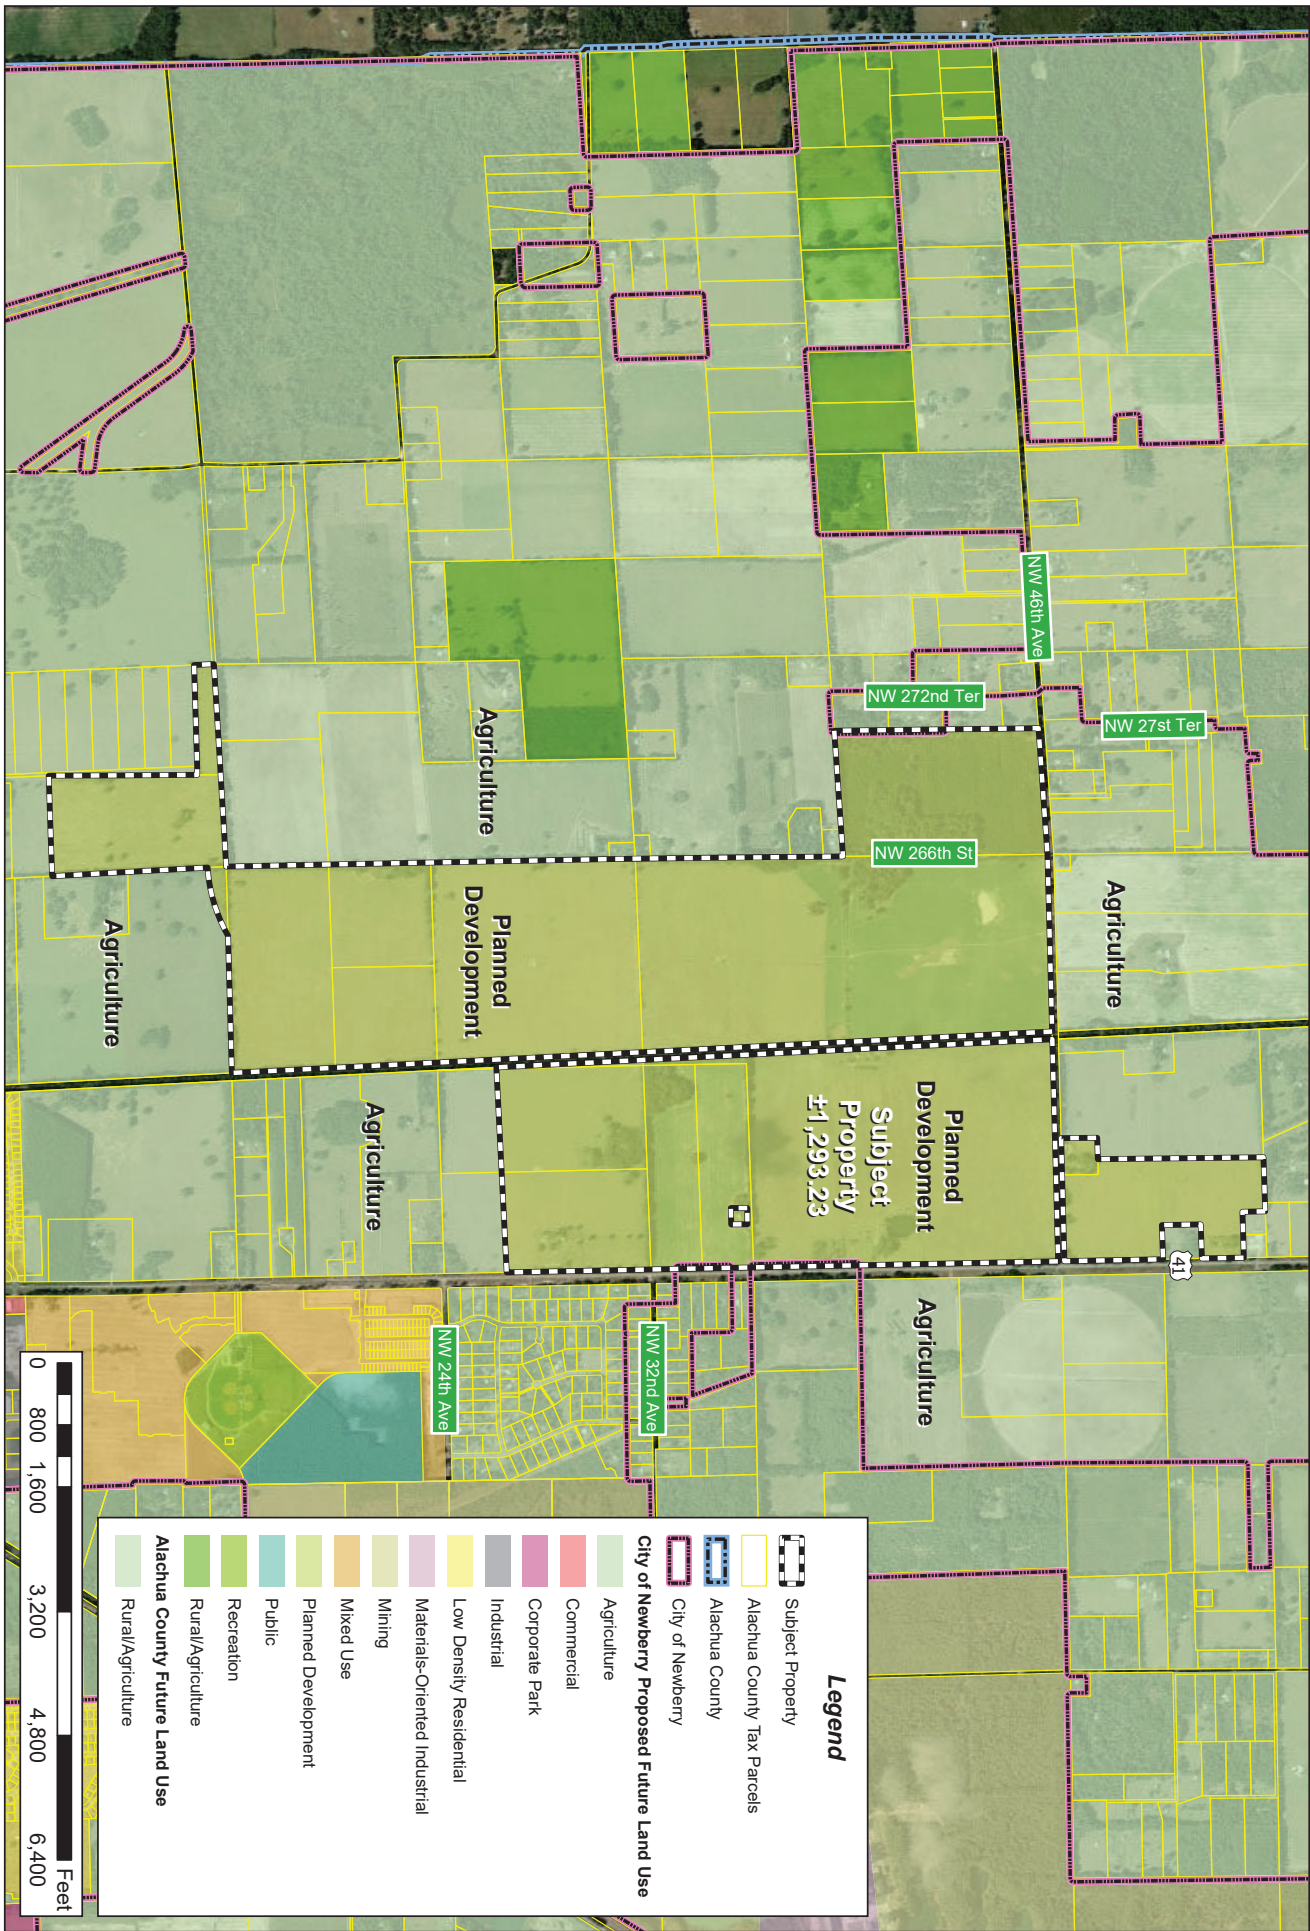 NW 46th Ave
NW 272nd Ter
NW 27st Ter
NW 266th St
Agriculture
Agriculture
Planned
Development
Agriculture
Planned
Development
Subject
Property
±1,293.23
Agriculture
41
Agriculture
NW 24th Ave
NW 32nd Ave
Legend
Subject Property
Alachua County Tax Parcels
Alachua County
City of Newberry
City of Newberry Proposed Future Land Use
Agriculture
Commercial
Corporate Park
Industrial
Low Density Residential
Materials-Oriented Industrial
Mining
Mixed Use
Planned Development
Public
Recreation
Rural/Agriculture
Alachua County Future Land Use
Rural/Agriculture
0 800 1,600 3,200 4,800 6,400
Feet